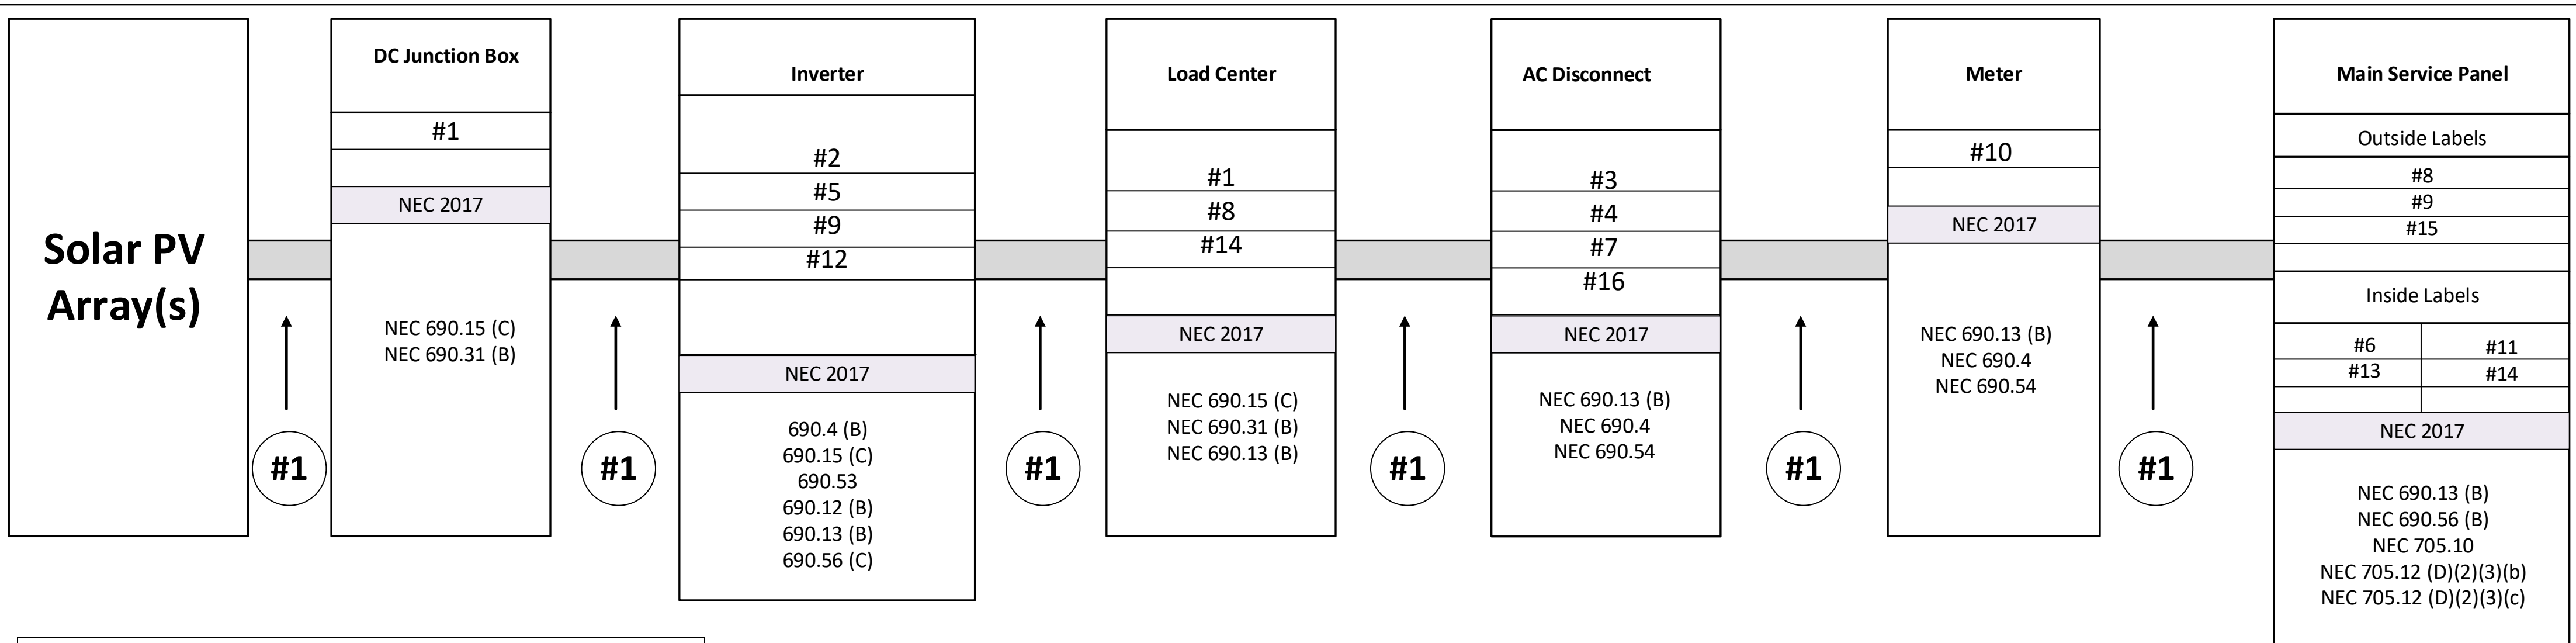 Solar PV
Array(s)
#1
DC Junction Box
#1
NEC 2017
NEC 690.15 (C)
NEC 690.31 (B)
#1
Inverter
#2
#5
#9
#12
NEC 2017
690.4 (B)
690.15 (C)
690.53
690.12 (B)
690.13 (B)
690.56 (C)
#1
Load Center
#1
#8
#14
NEC 2017
NEC 690.15 (C)
NEC 690.31 (B)
NEC 690.13 (B)
#1
AC Disconnect
#3
#4
#7
#16
NEC 2017
NEC 690.13 (B)
NEC 690.4
NEC 690.54
#1
Meter
#10
NEC 2017
NEC 690.13 (B)
NEC 690.4
NEC 690.54
#1
Main Service Panel
Outside Labels
#8
#9
#15
Inside Labels
#6 #11
#13 #14
NEC 2017
NEC 690.13 (B)
NEC 690.56 (B)
NEC 705.10
NEC 705.12 (D)(2)(3)(b)
NEC 705.12 (D)(2)(3)(c)